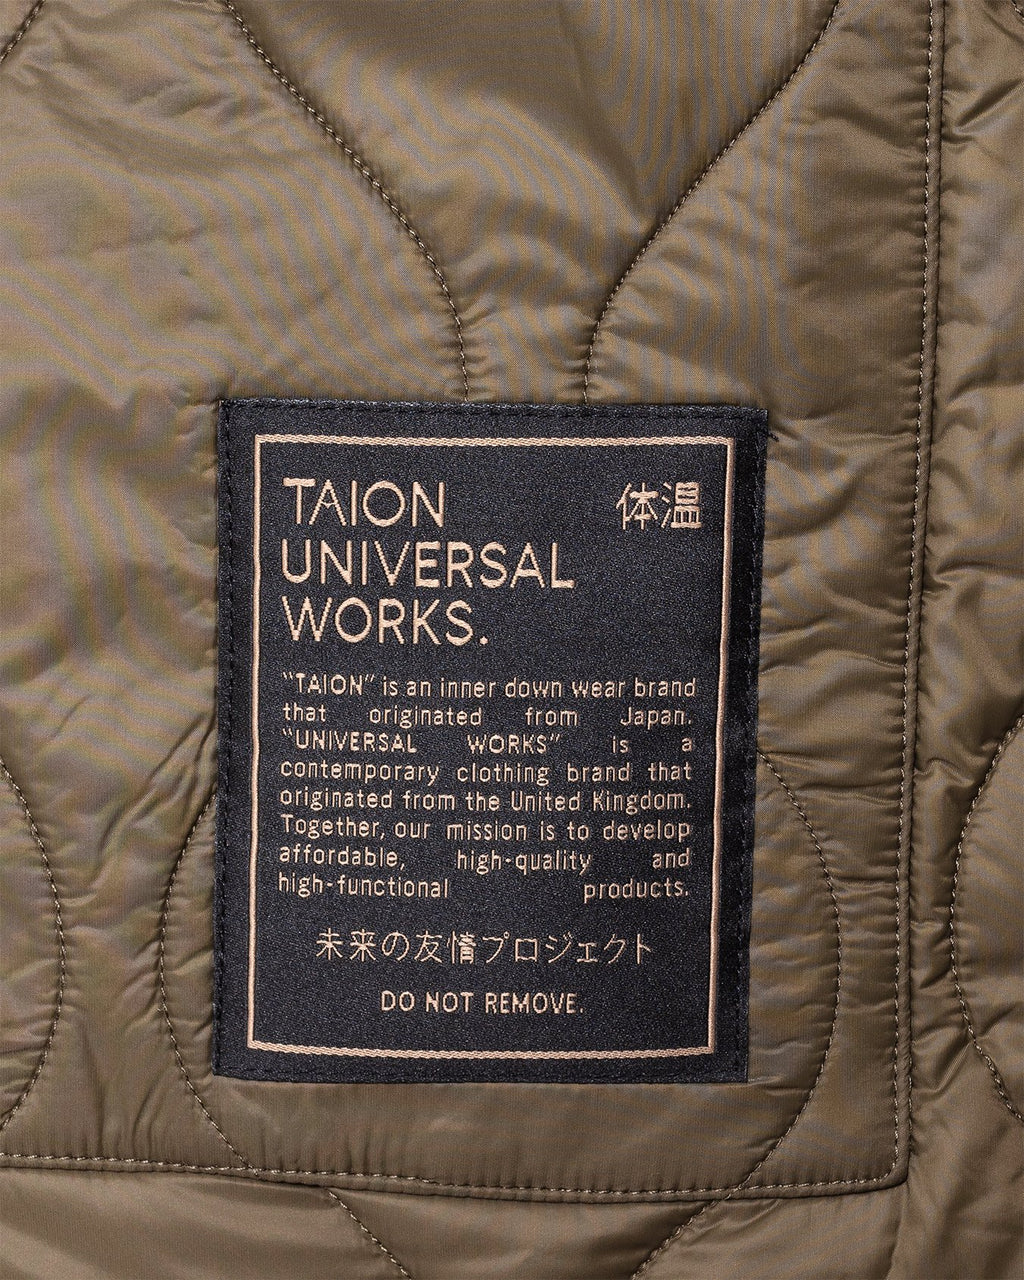 TAION 体温
UNIVERSAL
WORKS.
"TAION" is an inner down wear brand
that originated from Japan.
"UNIVERSAL WORKS" is a
contemporary clothing brand that
originated from the United Kingdom.
Together, our mission is to develop
affordable, high-quality and
high-functional products.
未来の友情プロジェクト
DO NOT REMOVE.